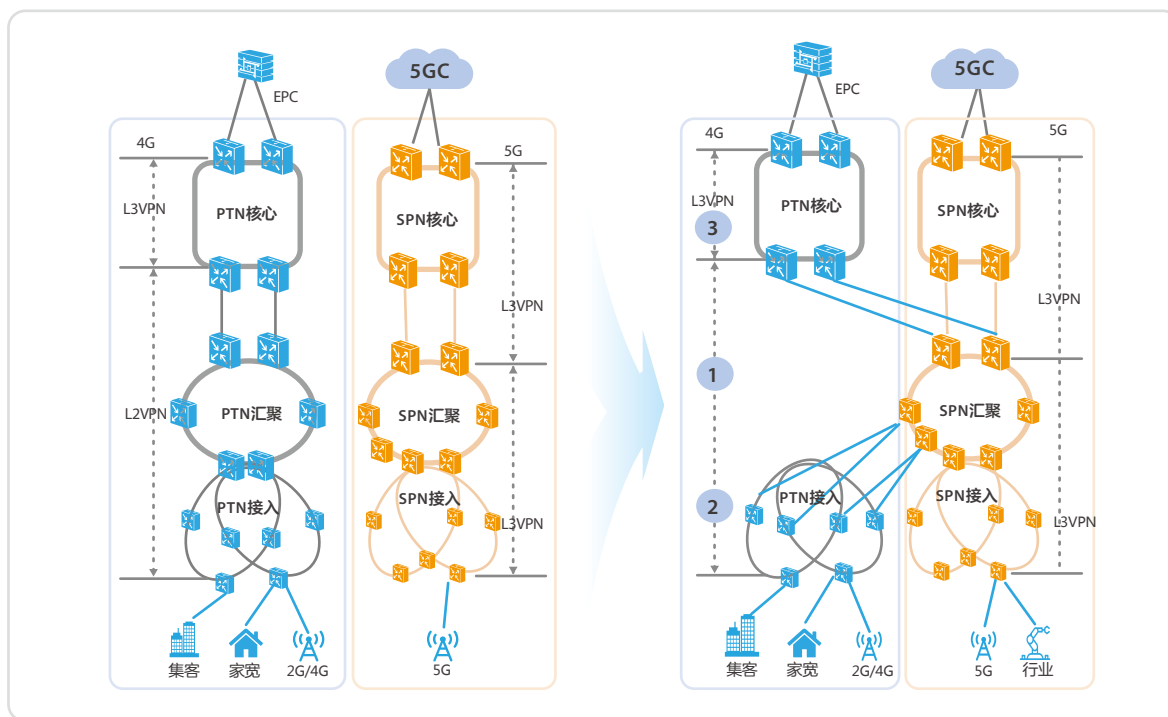 EPC
5GC
4G
5G
L3VPN
PTN核心
SPN核心
L2VPN
PTN汇聚
SPN汇聚
PTN接入
SPN接入
L3VPN
L3VPN
集客
家宽
2G/4G
5G
EPC
5GC
4G
5G
L3VPN
PTN核心
SPN核心
3
L3VPN
1
SPN汇聚
PTN接入
SPN接入
2
L3VPN
集客
家宽
2G/4G
5G
行业